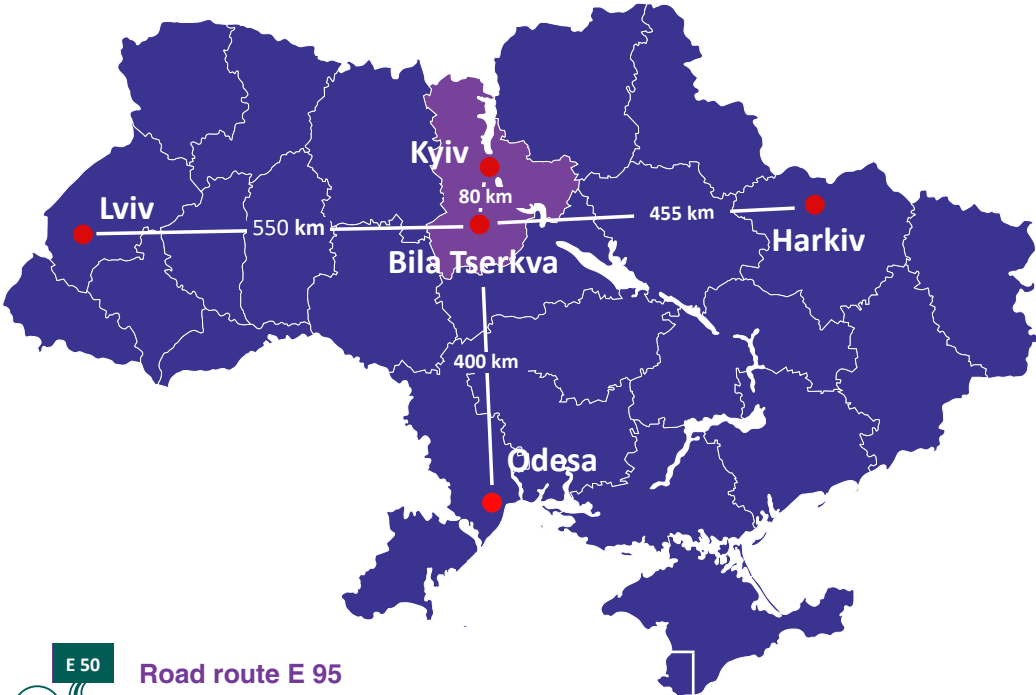 Kyiv
80 km
Lviv
550 km
455 km
Harkiv
Bila Tserkva
400 km
Odesa
E 50
Road route E 95